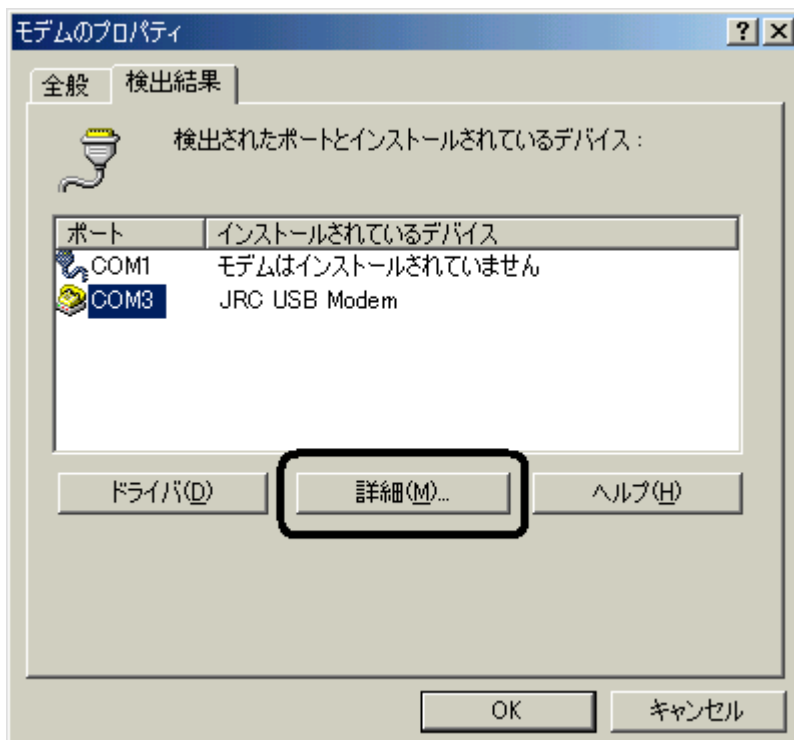 モデムのプロパティ
全般 検出結果
検出されたポートとインストールされているデバイス:
ポート インストールされているデバイス
COM1 モデムはインストールされていません
COM3 JRC USB Modem
ドライバ(D) 詳細(M)... ヘルプ(H)
OK キャンセル